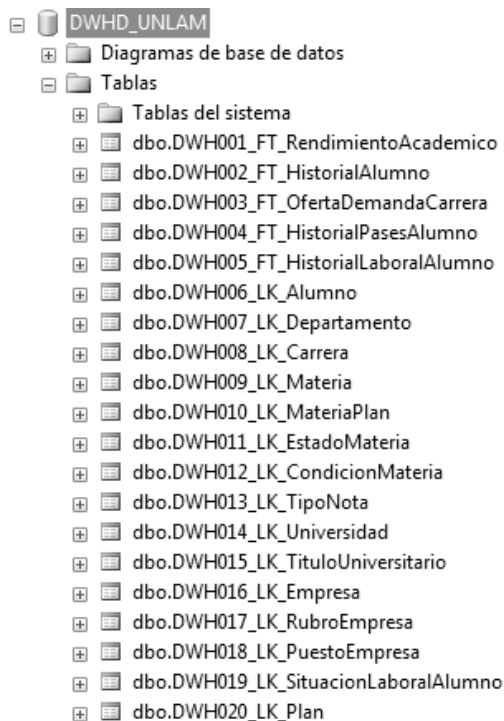 DWHD_UNLAM
Diagramas de base de datos
Tablas
Tablas del sistema
dbo.DWH001_FT_RendimientoAcademico
dbo.DWH002_FT_HistorialAlumno
dbo.DWH003_FT_OfertaDemandaCarrera
dbo.DWH004_FT_HistorialPasesAlumno
dbo.DWH005_FT_HistorialLaboralAlumno
dbo.DWH006_LK_Alumno
dbo.DWH007_LK_Departamento
dbo.DWH008_LK_Carrera
dbo.DWH009_LK_Materia
dbo.DWH010_LK_MateriaPlan
dbo.DWH011_LK_EstadoMateria
dbo.DWH012_LK_CondicionMateria
dbo.DWH013_LK_TipoNota
dbo.DWH014_LK_Universidad
dbo.DWH015_LK_TituloUniversitario
dbo.DWH016_LK_Empresa
dbo.DWH017_LK_RubroEmpresa
dbo.DWH018_LK_PuestoEmpresa
dbo.DWH019_LK_SituacionLaboralAlumno
dbo.DWH020_LK_Plan